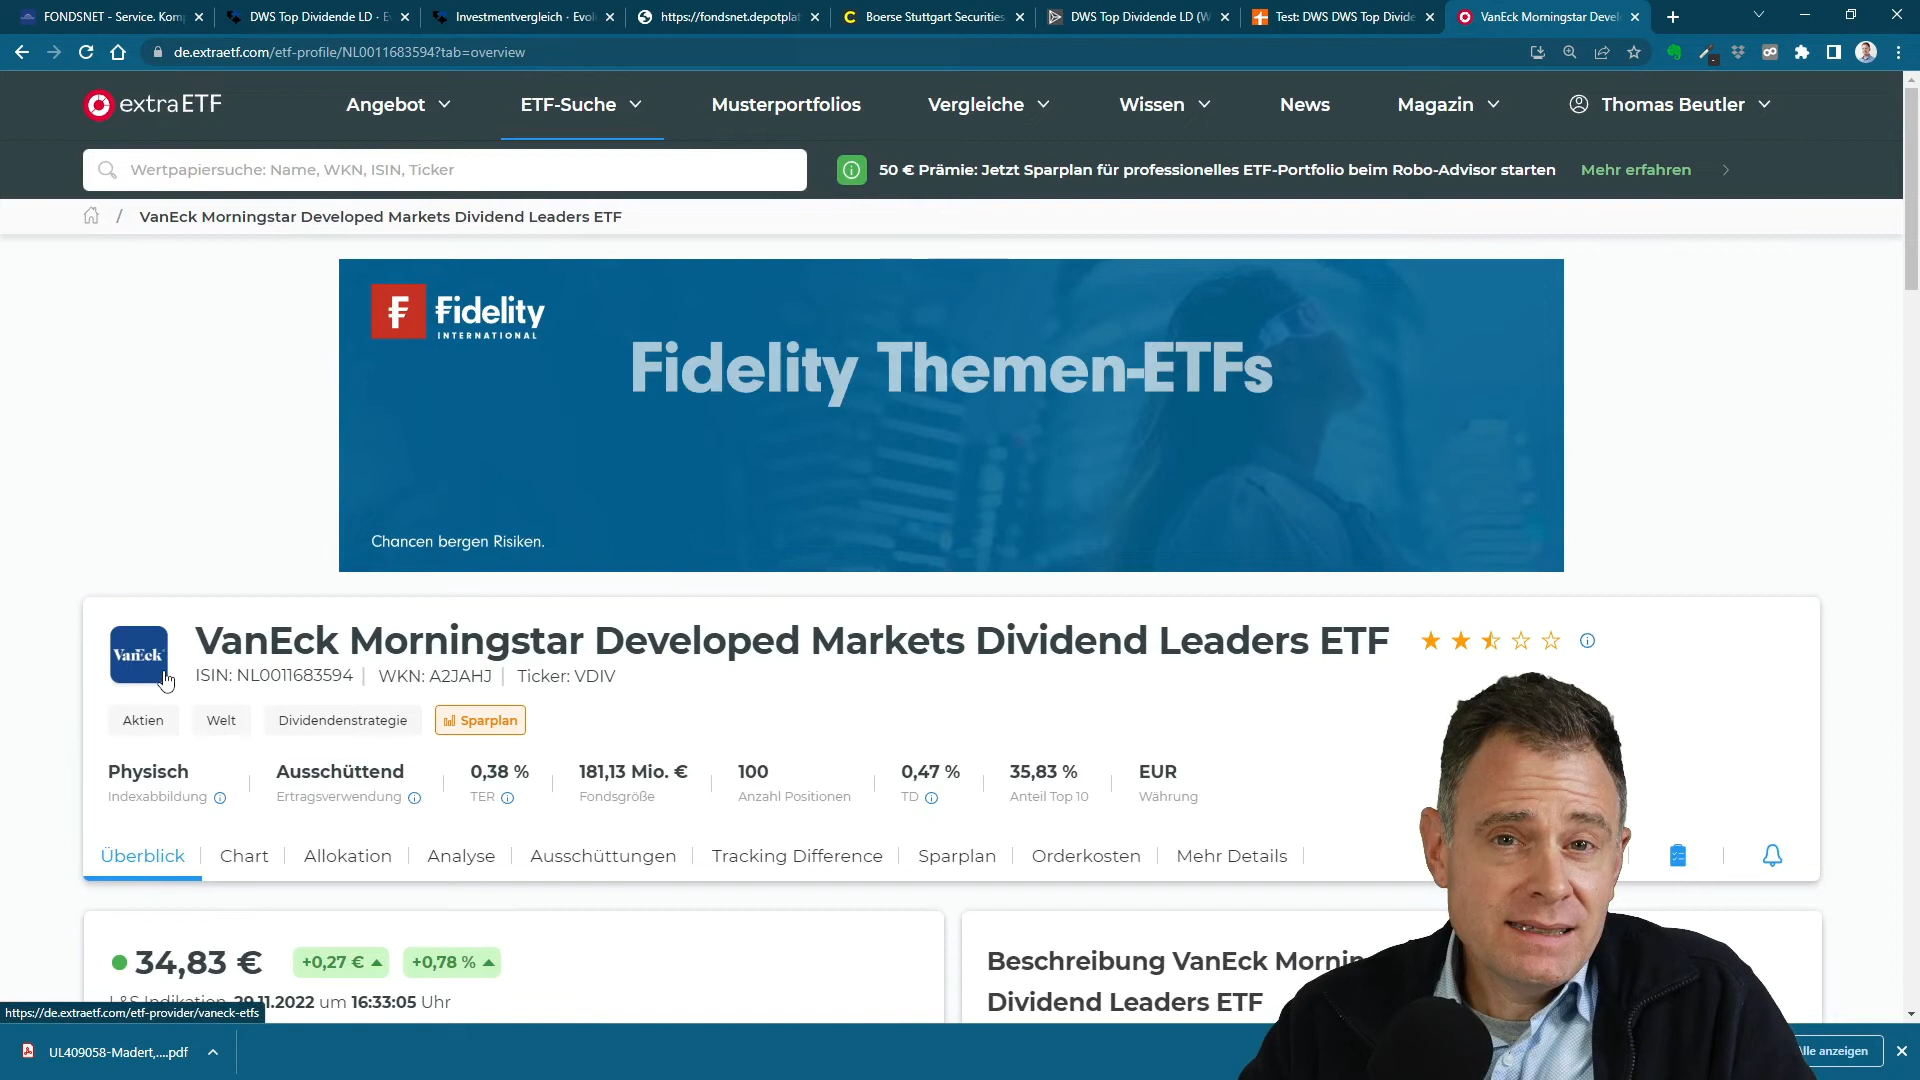 FONDSNET - Service. Kom
DWS Top Dividende LD · E
Investmentvergleich · Evol
https://fondsnet.depotplat
Boerse Stuttgart Securities
DWS Top Dividende LD (W
Test: DWS DWS Top Divide
VanEck Morningstar Devel
de.extraetf.com/etf-profile/NL0011683594?tab=overview
extraETF
Angebot
ETF-Suche
Musterportfolios
Vergleiche
Wissen
News
Magazin
Thomas Beutler
Wertpapiersuche: Name, WKN, ISIN, Ticker
50 € Prämie: Jetzt Sparplan für professionelles ETF-Portfolio beim Robo-Advisor starten
Mehr erfahren
/ VanEck Morningstar Developed Markets Dividend Leaders ETF
Fidelity
INTERNATIONAL
Fidelity Themen-ETFs
Chancen bergen Risiken.
VanEck
VanEck Morningstar Developed Markets Dividend Leaders ETF
ISIN: NL0011683594 | WKN: A2JAHJ | Ticker: VDIV
Aktien
Welt
Dividendenstrategie
Sparplan
Physisch
Indexabbildung
Ausschüttend
Ertragsverwendung
0,38 %
TER
181,13 Mio. €
Fondsgröße
100
Anzahl Positionen
0,47 %
TD
35,83 %
Anteil Top 10
EUR
Währung
Überblick
Chart
Allokation
Analyse
Ausschüttungen
Tracking Difference
Sparplan
Orderkosten
Mehr Details
34,83 €
+0,27 €
+0,78 %
L&S Indikation, 29.11.2022 um 16:33:05 Uhr
Beschreibung VanEck Mornin
Dividend Leaders ETF
https://de.extraetf.com/etf-provider/vaneck-etfs
UL409058-Madert,....pdf
Alle anzeigen